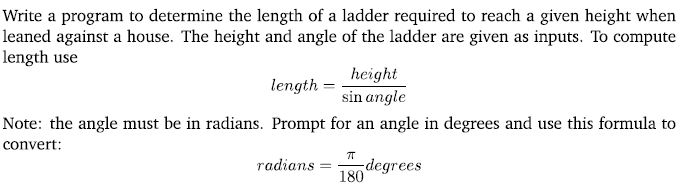 Write a program to determine the length of a ladder required to reach a given height when
leaned against a house. The height and angle of the ladder are given as inputs. To compute
length use
length = height / sin angle
Note: the angle must be in radians. Prompt for an angle in degrees and use this formula to
convert:
radians = π / 180 degrees